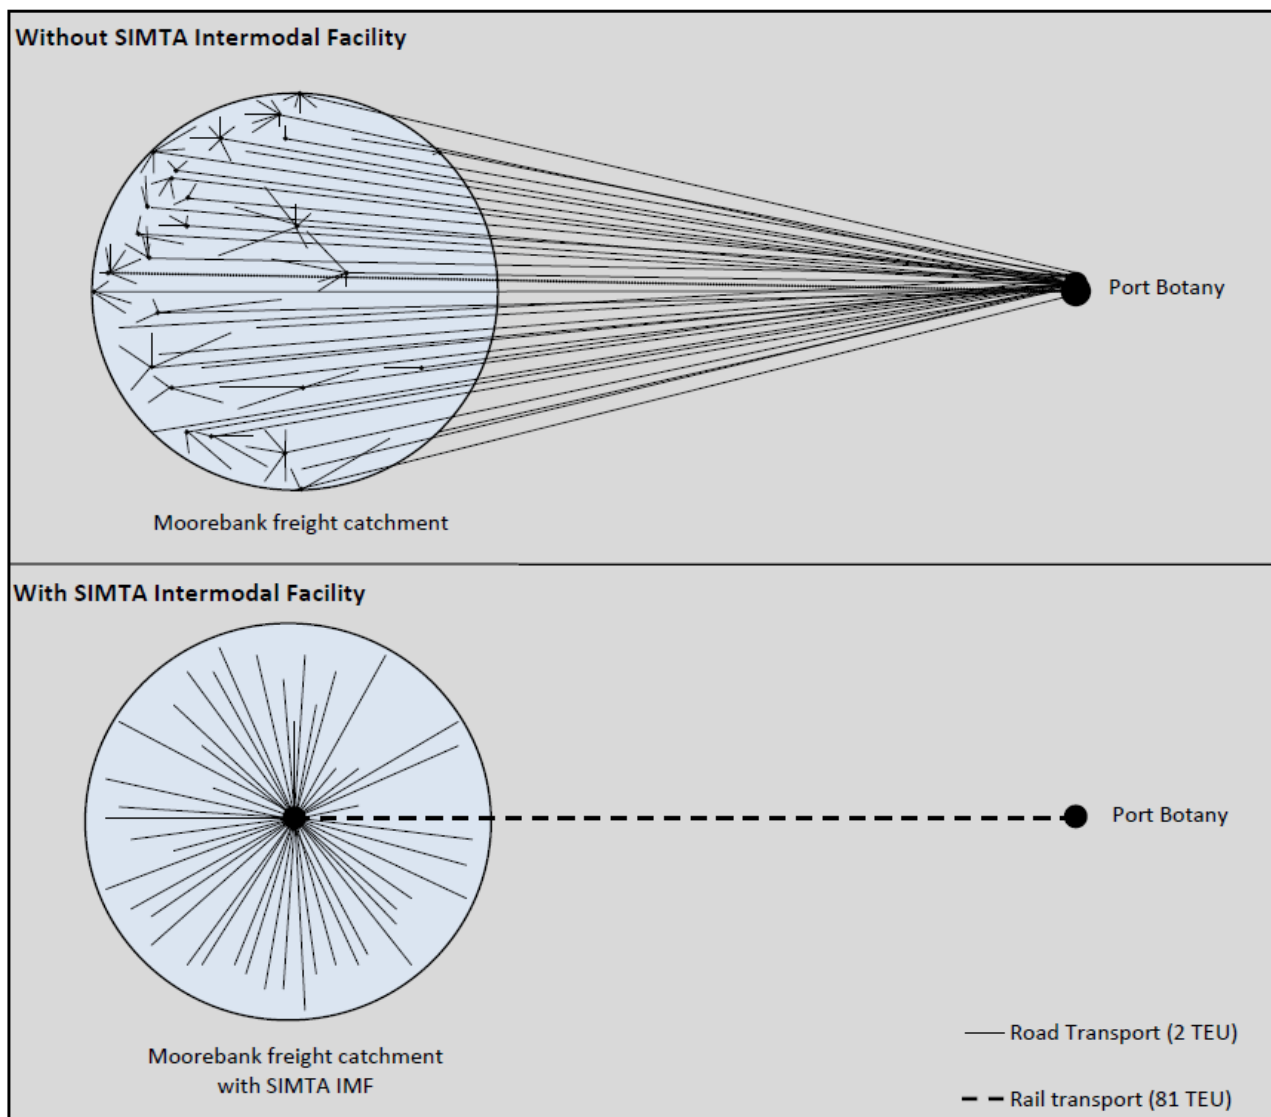 Without SIMTA Intermodal Facility
Port Botany
Moorebank freight catchment
With SIMTA Intermodal Facility
Port Botany
Moorebank freight catchment
with SIMTA IMF
Road Transport (2 TEU)
Rail transport (81 TEU)